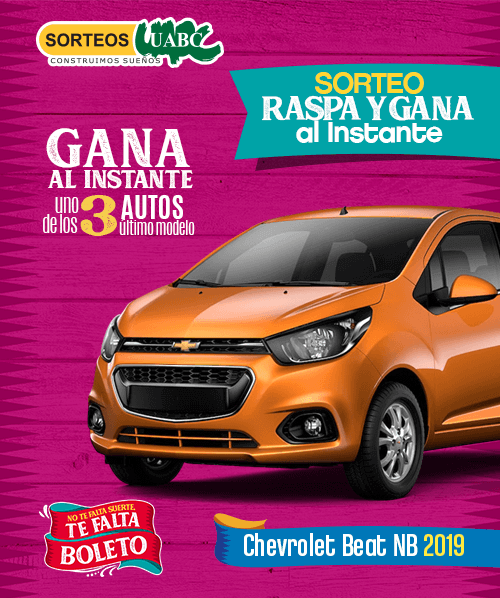 SORTEOS UABC
CONSTRUIMOS SUEÑOS
SORTEO
RASPA Y GANA
al Instante
GANA
AL INSTANTE
uno de los 3 AUTOS
último modelo
NO TE FALTA SUERTE
TE FALTA
BOLETO
Chevrolet Beat NB 2019